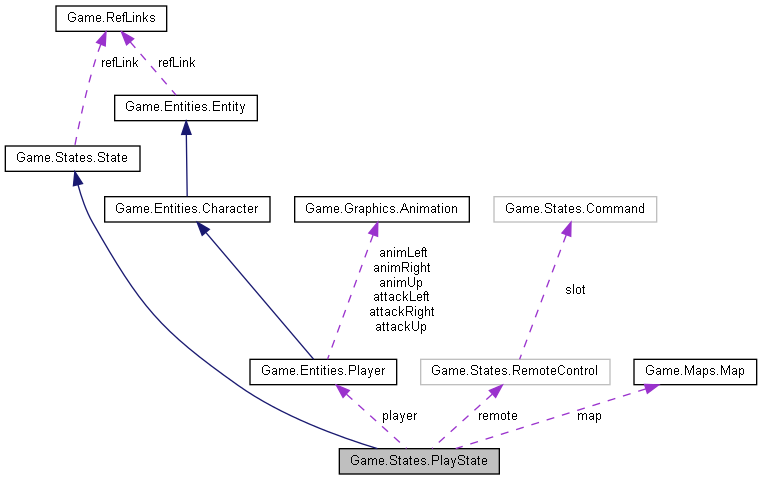 Game.RefLinks
refLink
refLink
Game.Entities.Entity
Game.States.State
Game.Entities.Character
Game.Graphics.Animation
Game.States.Command
animLeft
animRight
animUp
attackLeft
attackRight
attackUp
slot
Game.Entities.Player
Game.States.RemoteControl
Game.Maps.Map
player
remote
map
Game.States.PlayState